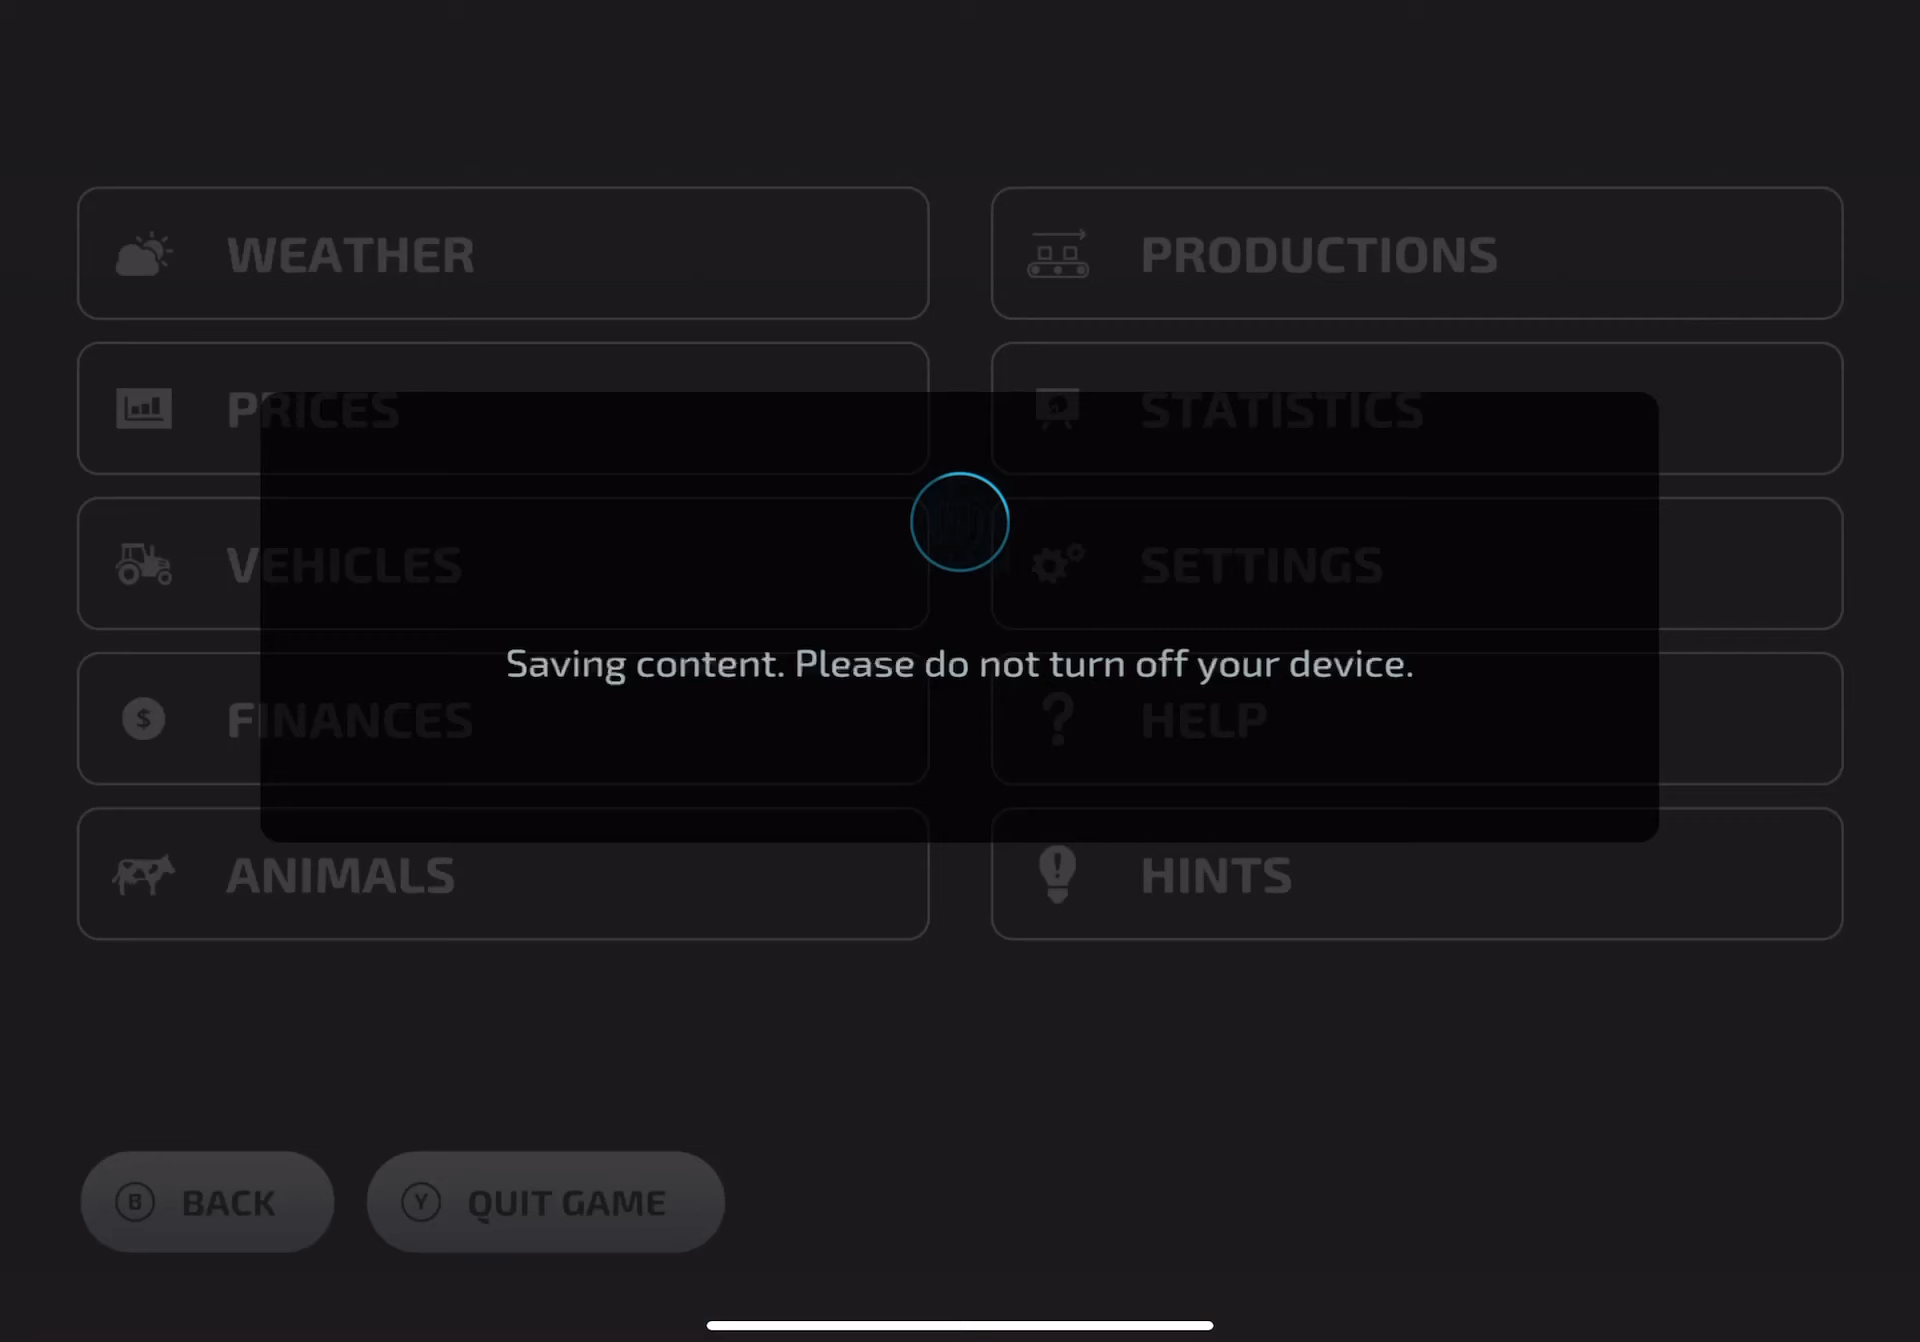 WEATHER
PRODUCTIONS
PRICES
STATISTICS
VEHICLES
SETTINGS
Saving content. Please do not turn off your device.
$ FINANCES
? HELP
ANIMALS
! HINTS
B BACK
Y QUIT GAME